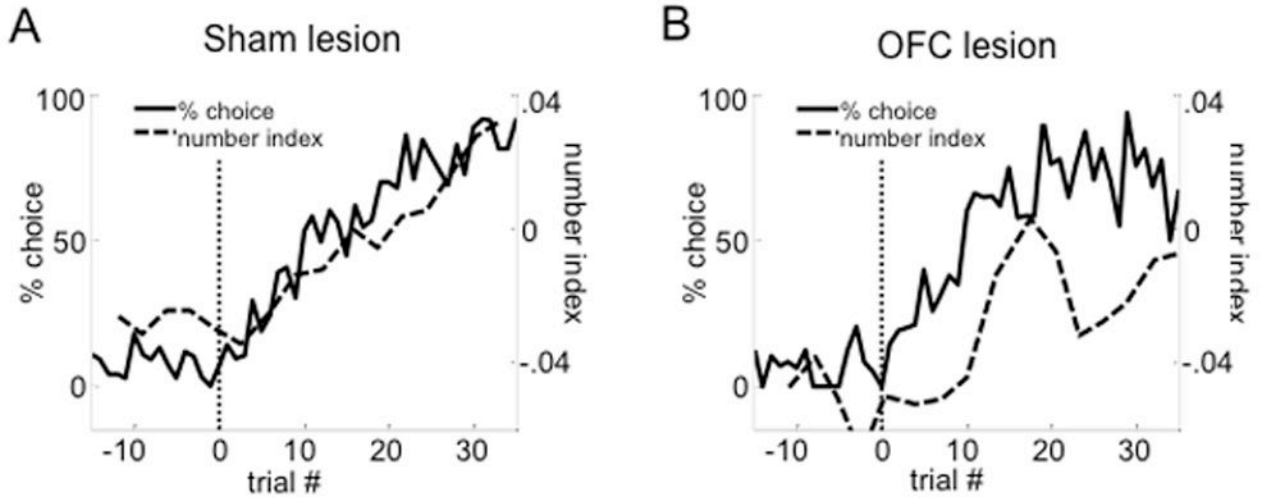 A
Sham lesion
100
50
0
% choice
% choice
number index
.04
0
-.04
number index
-10
0
10
20
30
trial #
B
OFC lesion
100
50
0
% choice
% choice
number index
.04
0
-.04
number index
-10
0
10
20
30
trial #